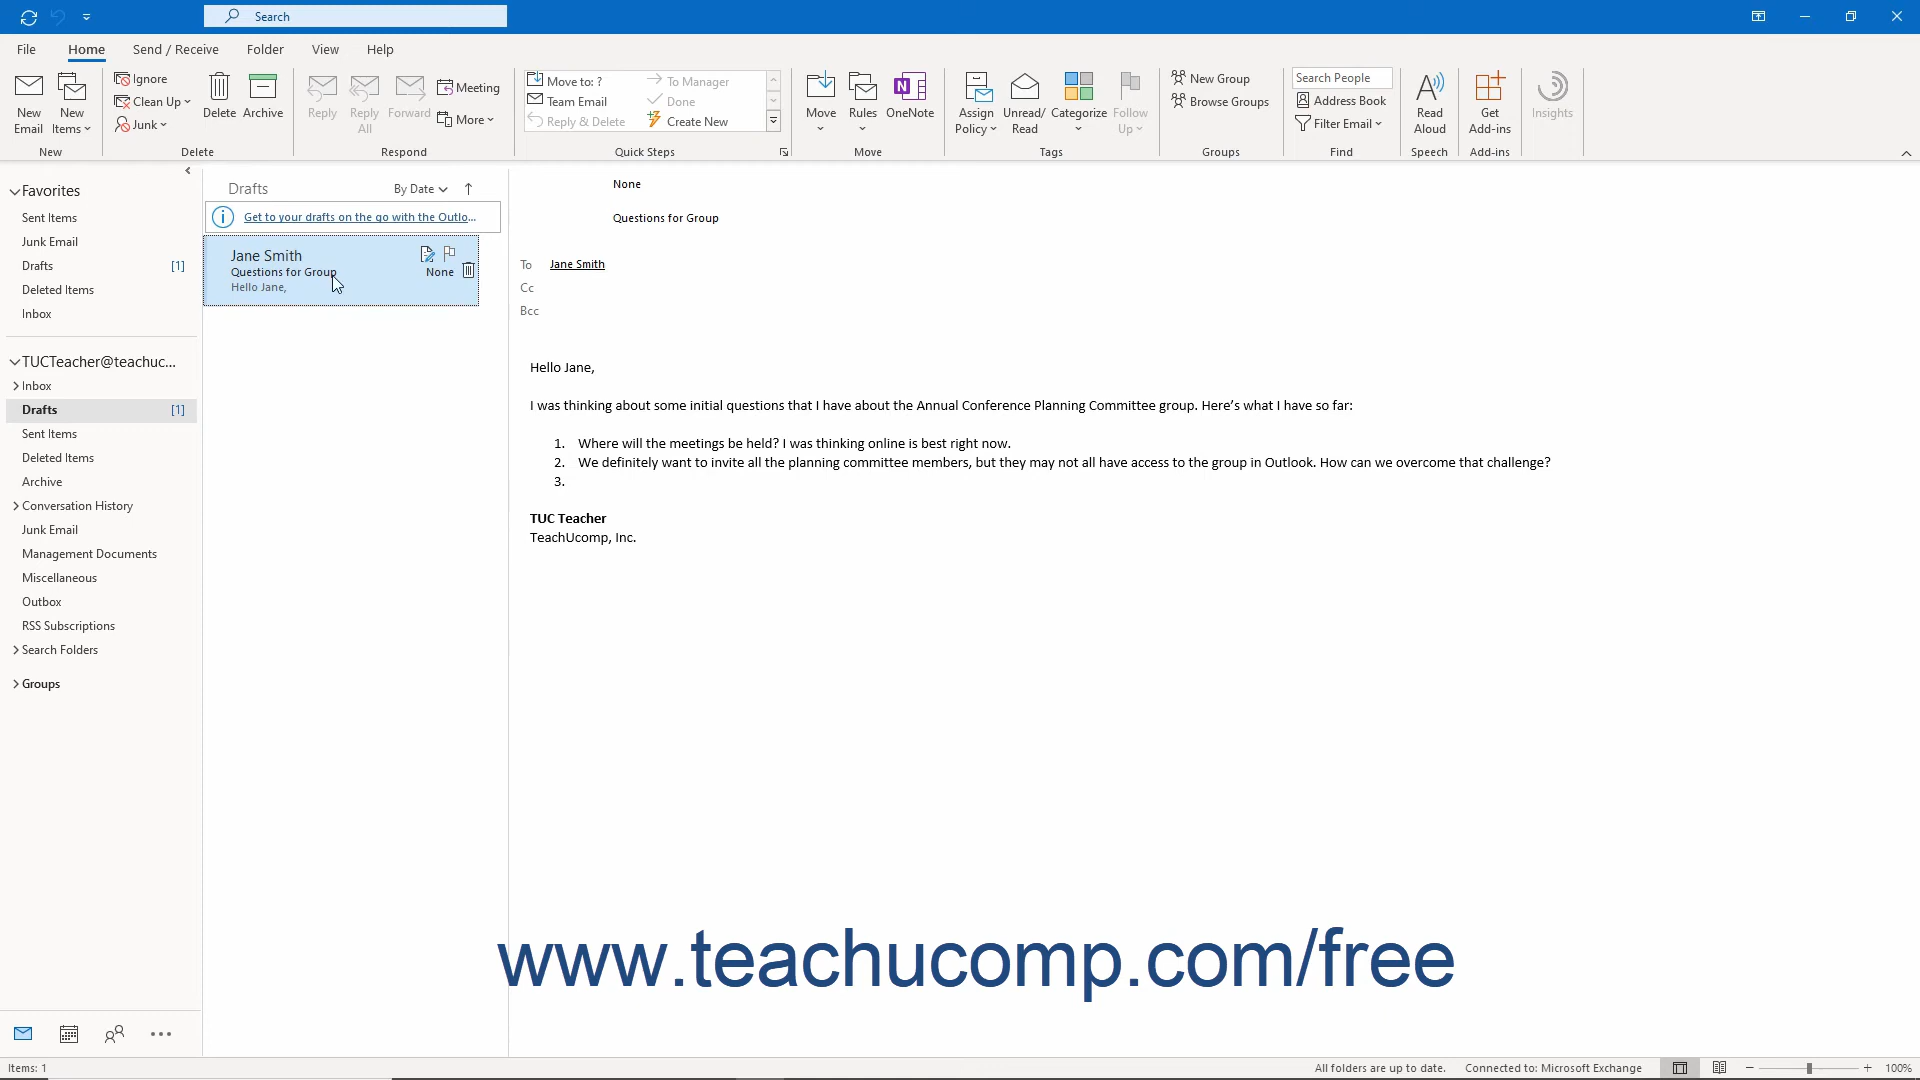 Search
File Home Send / Receive Folder View Help
New Email
New Items
New
Ignore
Clean Up
Junk
Delete
Archive
Delete
Reply
Reply All
Forward
Meeting
More
Respond
Move to: ?
Team Email
Reply & Delete
To Manager
Done
Create New
Quick Steps
Move
Rules
OneNote
Move
Assign Policy
Unread/ Read
Categorize
Follow Up
Tags
New Group
Browse Groups
Groups
Search People
Address Book
Filter Email
Find
Read Aloud
Speech
Get Add-ins
Add-ins
Insights
Favorites
Sent Items
Junk Email
Drafts [1]
Deleted Items
Inbox
TUCTeacher@teachuc...
Inbox
Drafts [1]
Sent Items
Deleted Items
Archive
Conversation History
Junk Email
Management Documents
Miscellaneous
Outbox
RSS Subscriptions
Search Folders
Groups
Drafts By Date
Get to your drafts on the go with the Outlo...
Jane Smith
Questions for Group None
Hello Jane,
None
Questions for Group
To Jane Smith
Cc
Bcc
Hello Jane,
I was thinking about some initial questions that I have about the Annual Conference Planning Committee group. Here’s what I have so far:
1. Where will the meetings be held? I was thinking online is best right now.
2. We definitely want to invite all the planning committee members, but they may not all have access to the group in Outlook. How can we overcome that challenge?
3.
TUC Teacher
TeachUcomp, Inc.
www.teachucomp.com/free
Items: 1 All folders are up to date. Connected to: Microsoft Exchange 100%